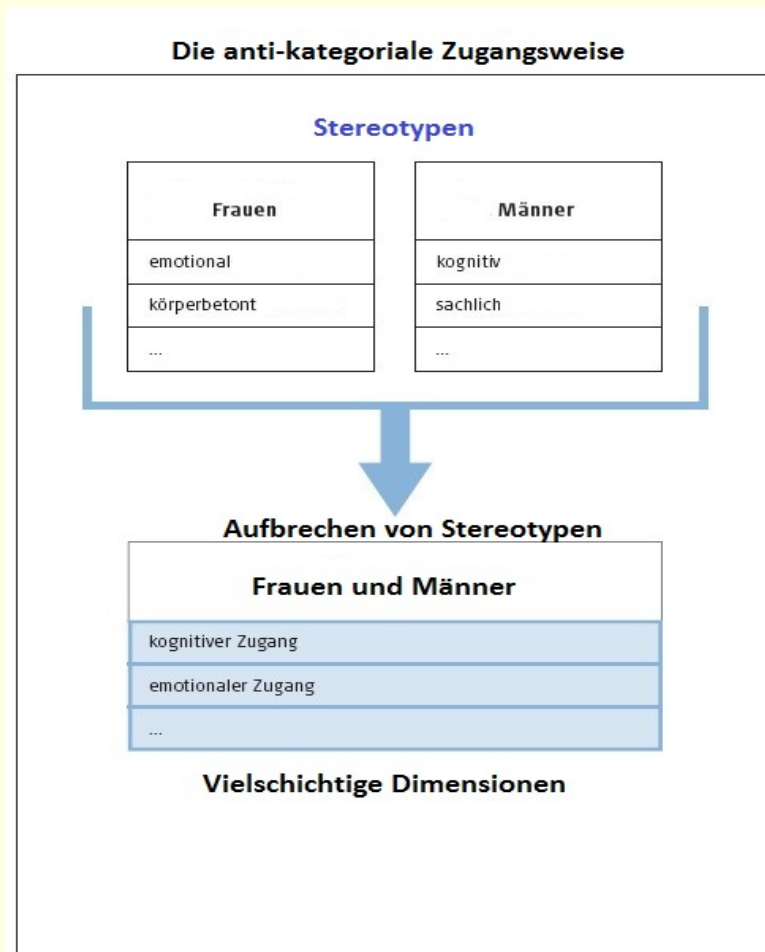 Die anti-kategoriale Zugangsweise
Stereotypen
Frauen
emotional
körperbetont
...
Männer
kognitiv
sachlich
...
Aufbrechen von Stereotypen
Frauen und Männer
kognitiver Zugang
emotionaler Zugang
...
Vielschichtige Dimensionen